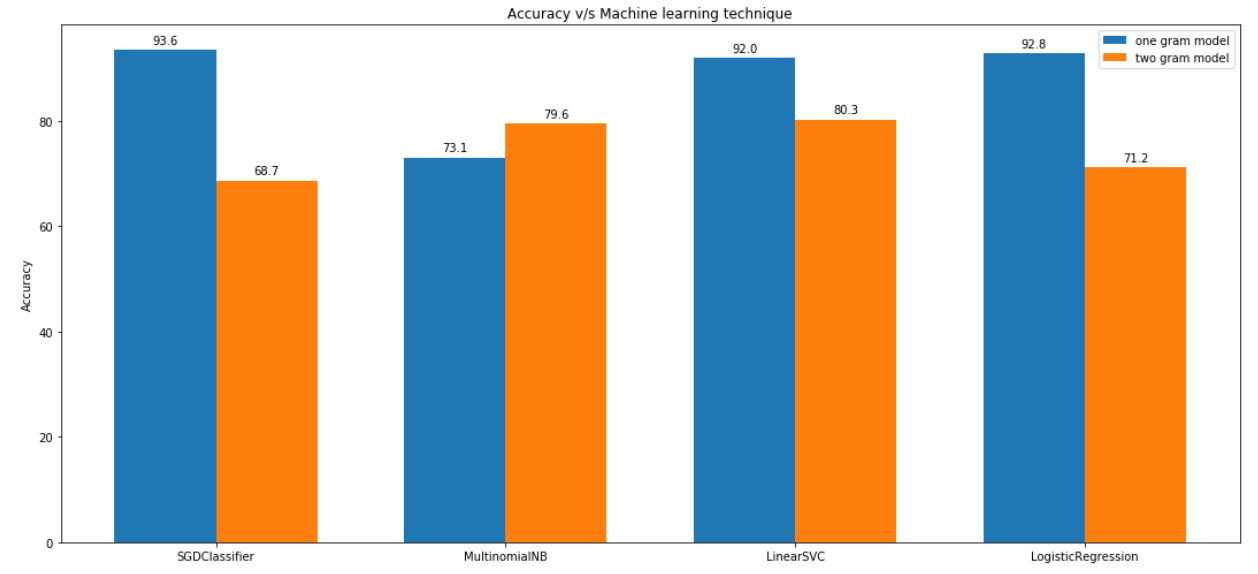 Accuracy v/s Machine learning technique
one gram model
two gram model
93.6
68.7
73.1
79.6
92.0
80.3
92.8
71.2
Accuracy
80
60
40
20
0
SGDClassifier
MultinomialNB
LinearSVC
LogisticRegression